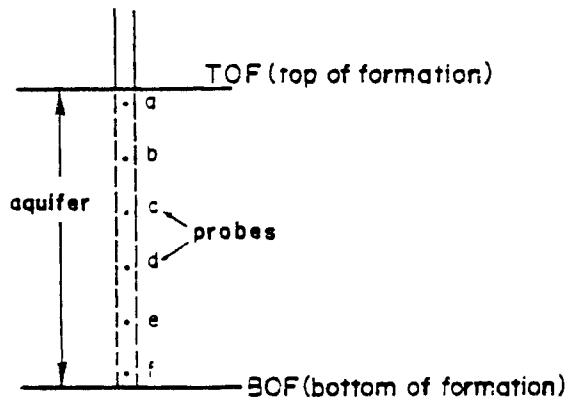 TOF (top of formation)
a
b
aquifer
c
probes
d
e
f
BOF (bottom of formation)